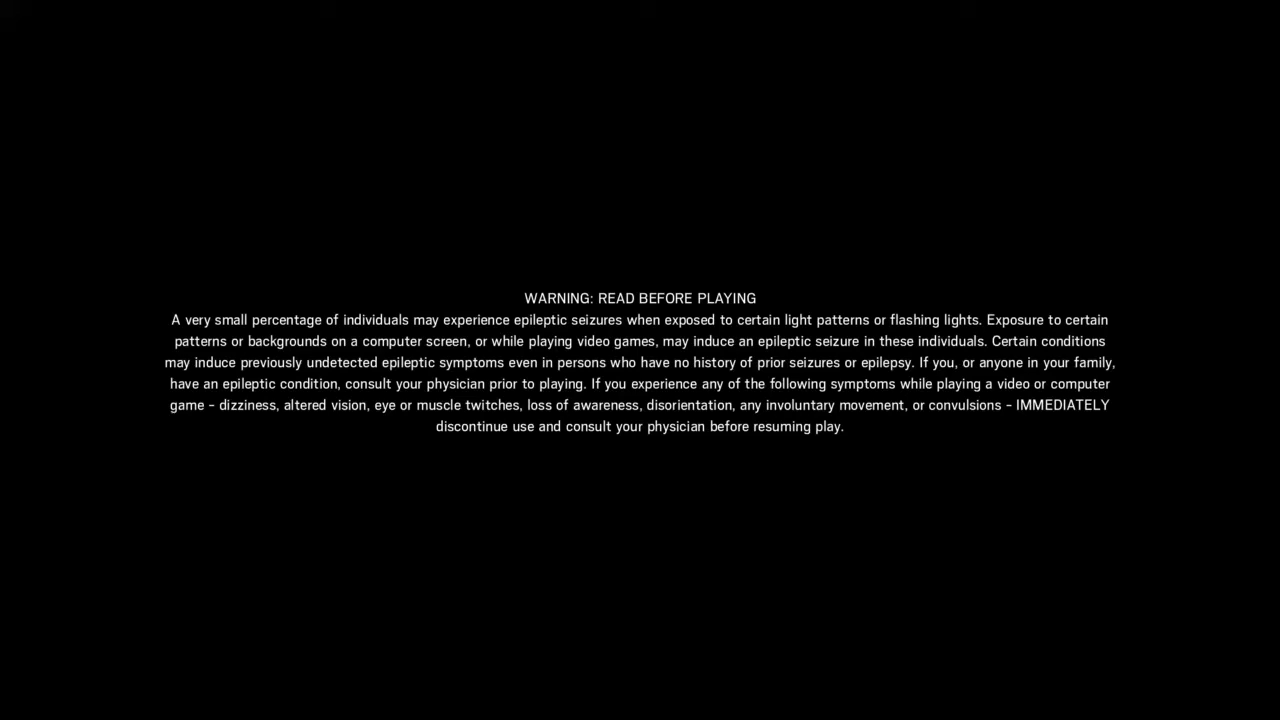 WARNING: READ BEFORE PLAYING
A very small percentage of individuals may experience epileptic seizures when exposed to certain light patterns or flashing lights. Exposure to certain
patterns or backgrounds on a computer screen, or while playing video games, may induce an epileptic seizure in these individuals. Certain conditions
may induce previously undetected epileptic symptoms even in persons who have no history of prior seizures or epilepsy. If you, or anyone in your family,
have an epileptic condition, consult your physician prior to playing. If you experience any of the following symptoms while playing a video or computer
game – dizziness, altered vision, eye or muscle twitches, loss of awareness, disorientation, any involuntary movement, or convulsions – IMMEDIATELY
discontinue use and consult your physician before resuming play.